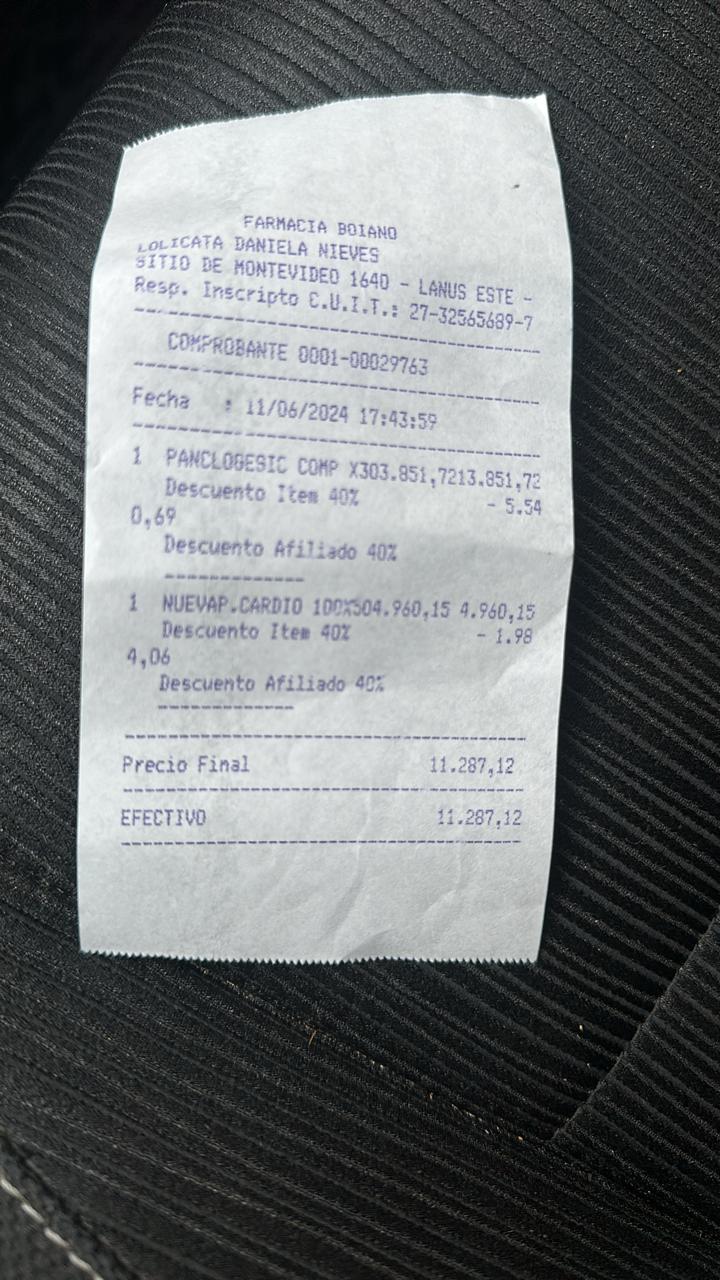 FARMACIA BOIANO
LOLICATA DANIELA NIEVES
SITIO DE MONTEVIDEO 1640 - LANUS ESTE -
Resp. Inscripto C.U.I.T.: 27-32565689-7
COMPROBANTE 0001-00029763
Fecha : 11/06/2024 17:43:59
1 PANCLOGESIC COMP X303.851,7213.851,72
Descuento Item 40% - 5.54
0,69
Descuento Afiliado 40%
------------
1 NUEVAP.CARDIO 100X504.960,15 4.960,15
Descuento Item 40% - 1.98
4,06
Descuento Afiliado 40%
------------
Precio Final 11.287,12
EFECTIVO 11.287,12